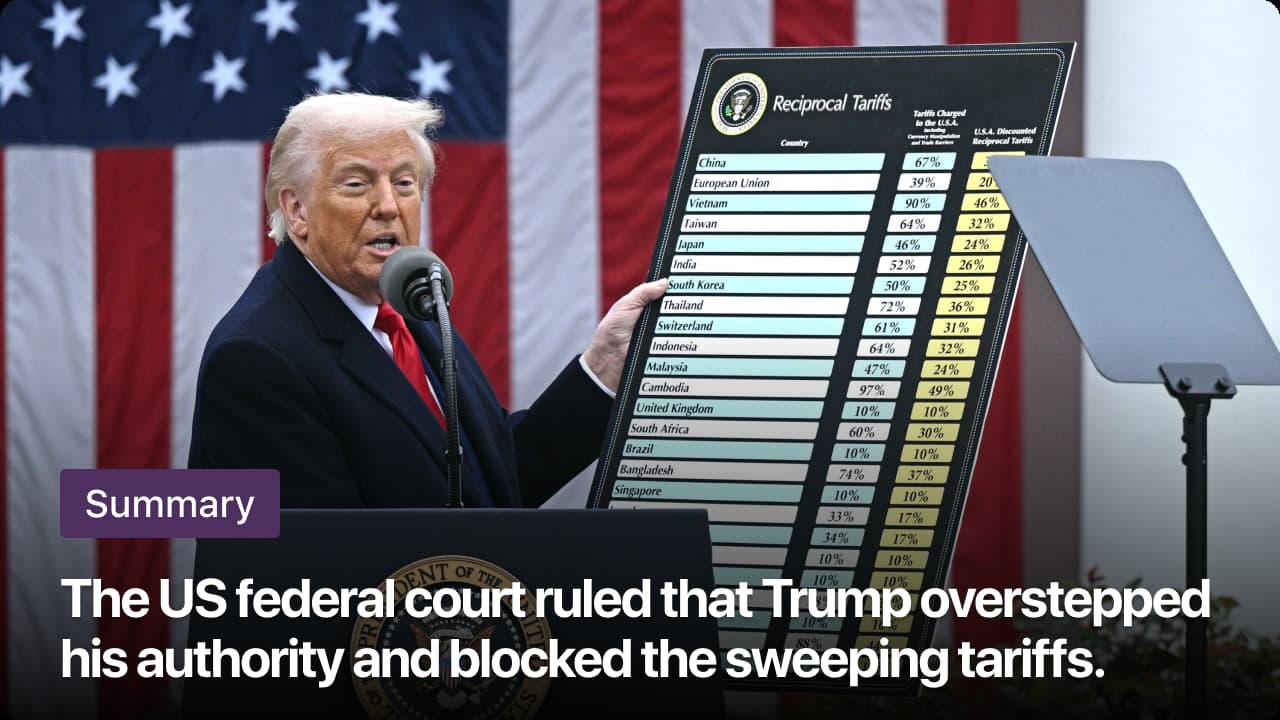 Reciprocal Tariffs
Country
Tariffs Charged
to the U.S.A.
Including
Currency Manipulation
and Trade Barriers
U.S.A. Discounted
Reciprocal Tariffs
China 67%
European Union 39% 20
Vietnam 90% 46%
Taiwan 64% 32%
Japan 46% 24%
India 52% 26%
South Korea 50% 25%
Thailand 72% 36%
Switzerland 61% 31%
Indonesia 64% 32%
Malaysia 47% 24%
Cambodia 97% 49%
United Kingdom 10% 10%
South Africa 60% 30%
Brazil 10% 10%
Bangladesh 74% 37%
Singapore 10% 10%
33% 17%
34% 17%
10% 10%
10% 10%
10%
88%
Summary
The US federal court ruled that Trump overstepped
his authority and blocked the sweeping tariffs.